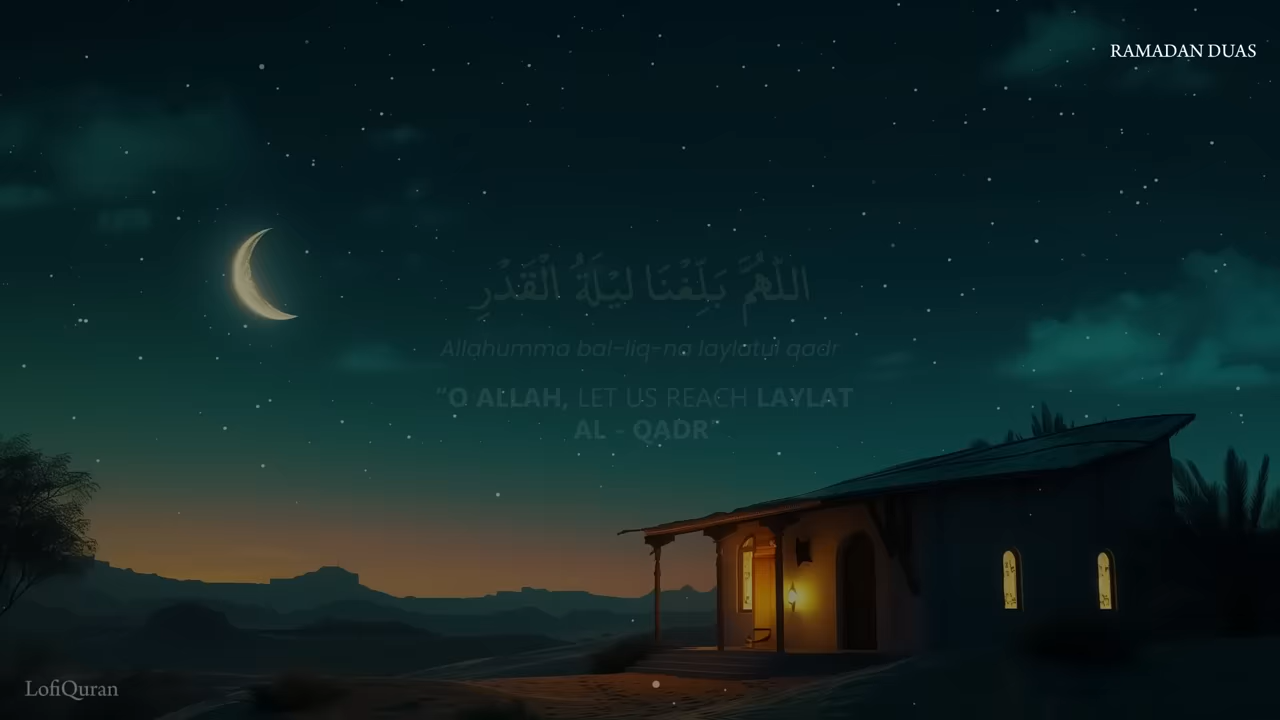 RAMADAN DUAS
اللّٰهُمَّ بَلِّغْنَا لَيْلَةُ الْقَدْرِ
Allahumma bal-liq-na laylatul qadr
"O ALLAH, LET US REACH LAYLAT
AL - QADR"
LofiQuran